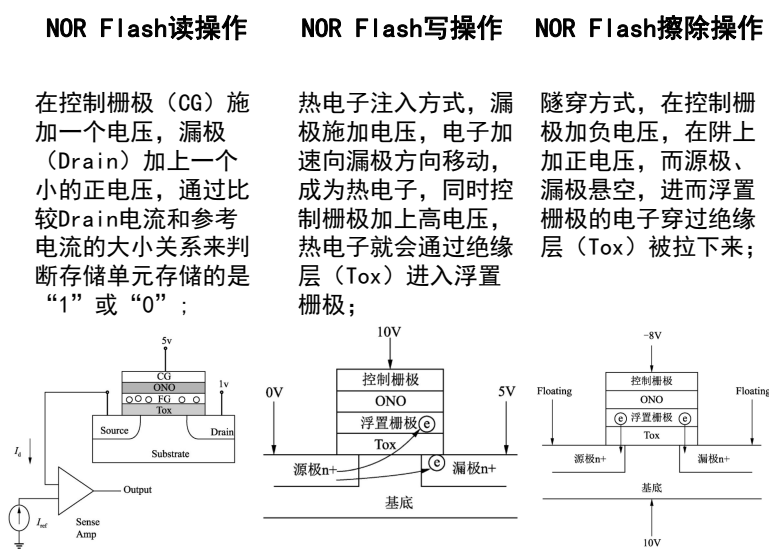 NOR Flash读操作
在控制栅极（CG）施
加一个电压，漏极
（Drain）加上一个
小的正电压，通过比
较Drain电流和参考
电流的大小关系来判
断存储单元存储的是
“1”或“0”；
5v
CG
ONO
FG
Tox
1v
Source
Drain
Substrate
Id
Output
Iref
Sense
Amp
NOR Flash写操作
热电子注入方式，漏
极施加电压，电子加
速向漏极方向移动，
成为热电子，同时控
制栅极加上高电压，
热电子就会通过绝缘
层（Tox）进入浮置
栅极；
10V
控制栅极
0V
ONO
5V
浮置栅极 e
Tox
e
源极n+
漏极n+
基底
NOR Flash擦除操作
隧穿方式，在控制栅
极加负电压，在阱上
加正电压，而源极、
漏极悬空，进而浮置
栅极的电子穿过绝缘
层（Tox）被拉下来；
-8V
控制栅极
Floating
ONO
Floating
e 浮置栅极 e
Tox
源极n+
漏极n+
基底
10V